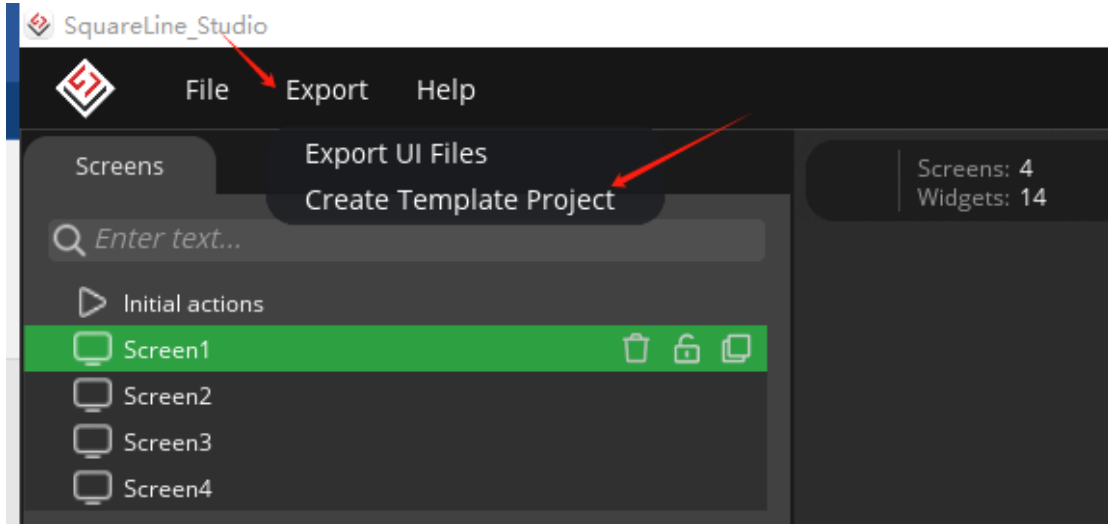 SquareLine_Studio
File Export Help
Export UI Files
Create Template Project
Screens
Screens: 4
Widgets: 14
Enter text...
Initial actions
Screen1
Screen2
Screen3
Screen4